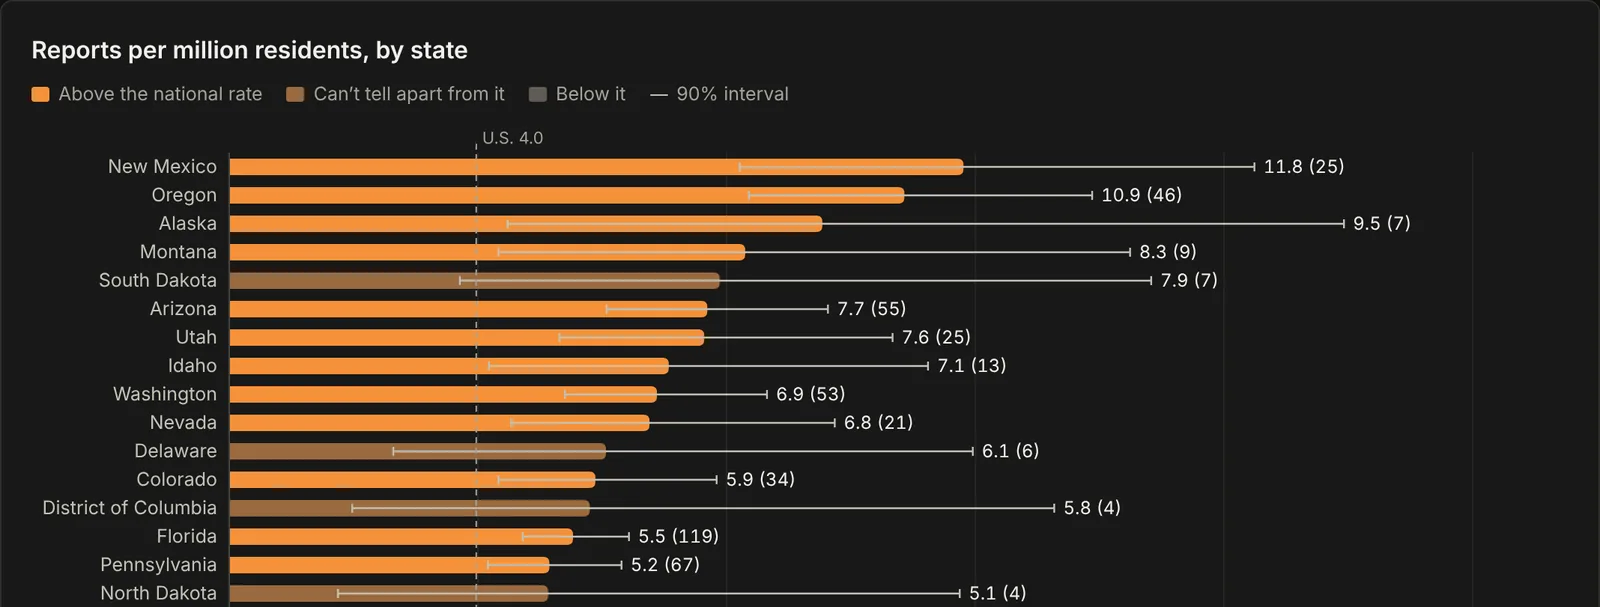 Reports per million residents, by state
Above the national rate Can’t tell apart from it Below it 90% interval
U.S. 4.0
New Mexico 11.8 (25)
Oregon 10.9 (46)
Alaska 9.5 (7)
Montana 8.3 (9)
South Dakota 7.9 (7)
Arizona 7.7 (55)
Utah 7.6 (25)
Idaho 7.1 (13)
Washington 6.9 (53)
Nevada 6.8 (21)
Delaware 6.1 (6)
Colorado 5.9 (34)
District of Columbia 5.8 (4)
Florida 5.5 (119)
Pennsylvania 5.2 (67)
North Dakota 5.1 (4)